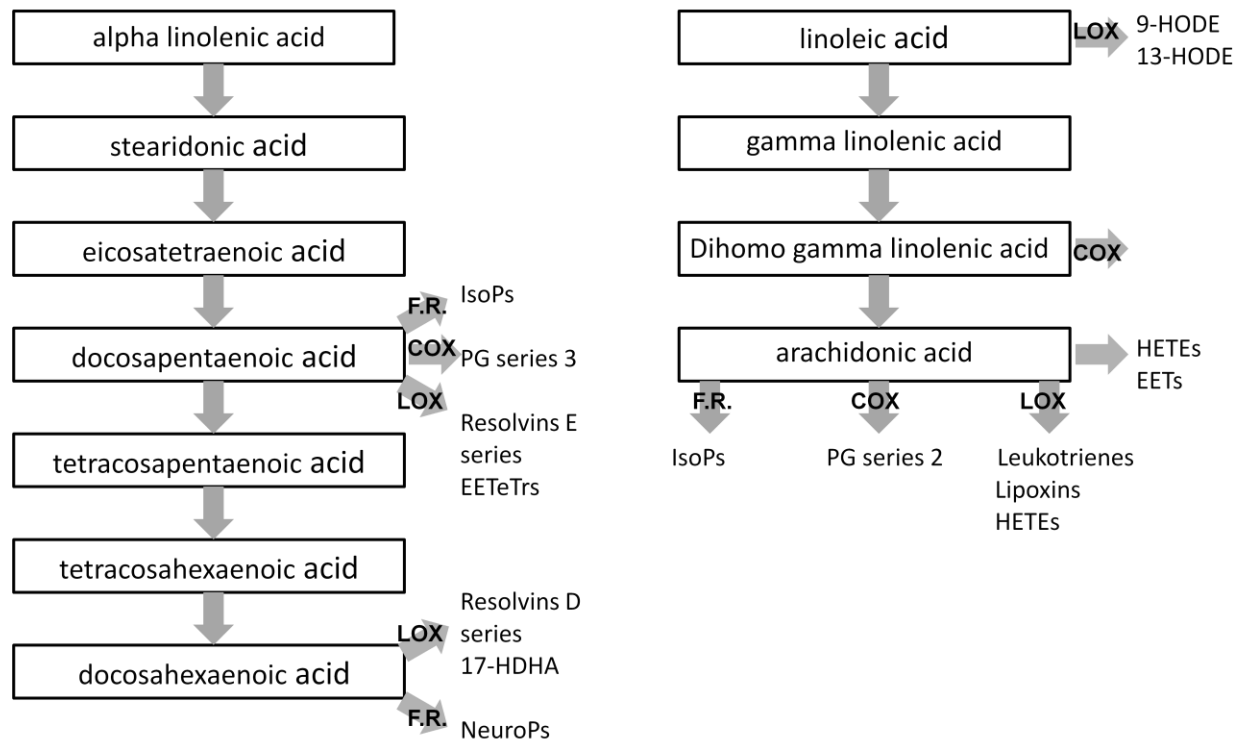 alpha linolenic acid
stearidonic acid
eicosatetraenoic acid
F.R.
IsoPs
docosapentaenoic acid
COX
PG series 3
LOX
Resolvins E
series
EETeTrs
tetracosapentaenoic acid
tetracosahexaenoic acid
LOX
Resolvins D
series
17-HDHA
docosahexaenoic acid
F.R.
NeuroPs
linoleic acid
LOX
9-HODE
13-HODE
gamma linolenic acid
Dihomo gamma linolenic acid
COX
arachidonic acid
HETEs
EETs
F.R.
COX
LOX
IsoPs
PG series 2
Leukotrienes
Lipoxins
HETEs